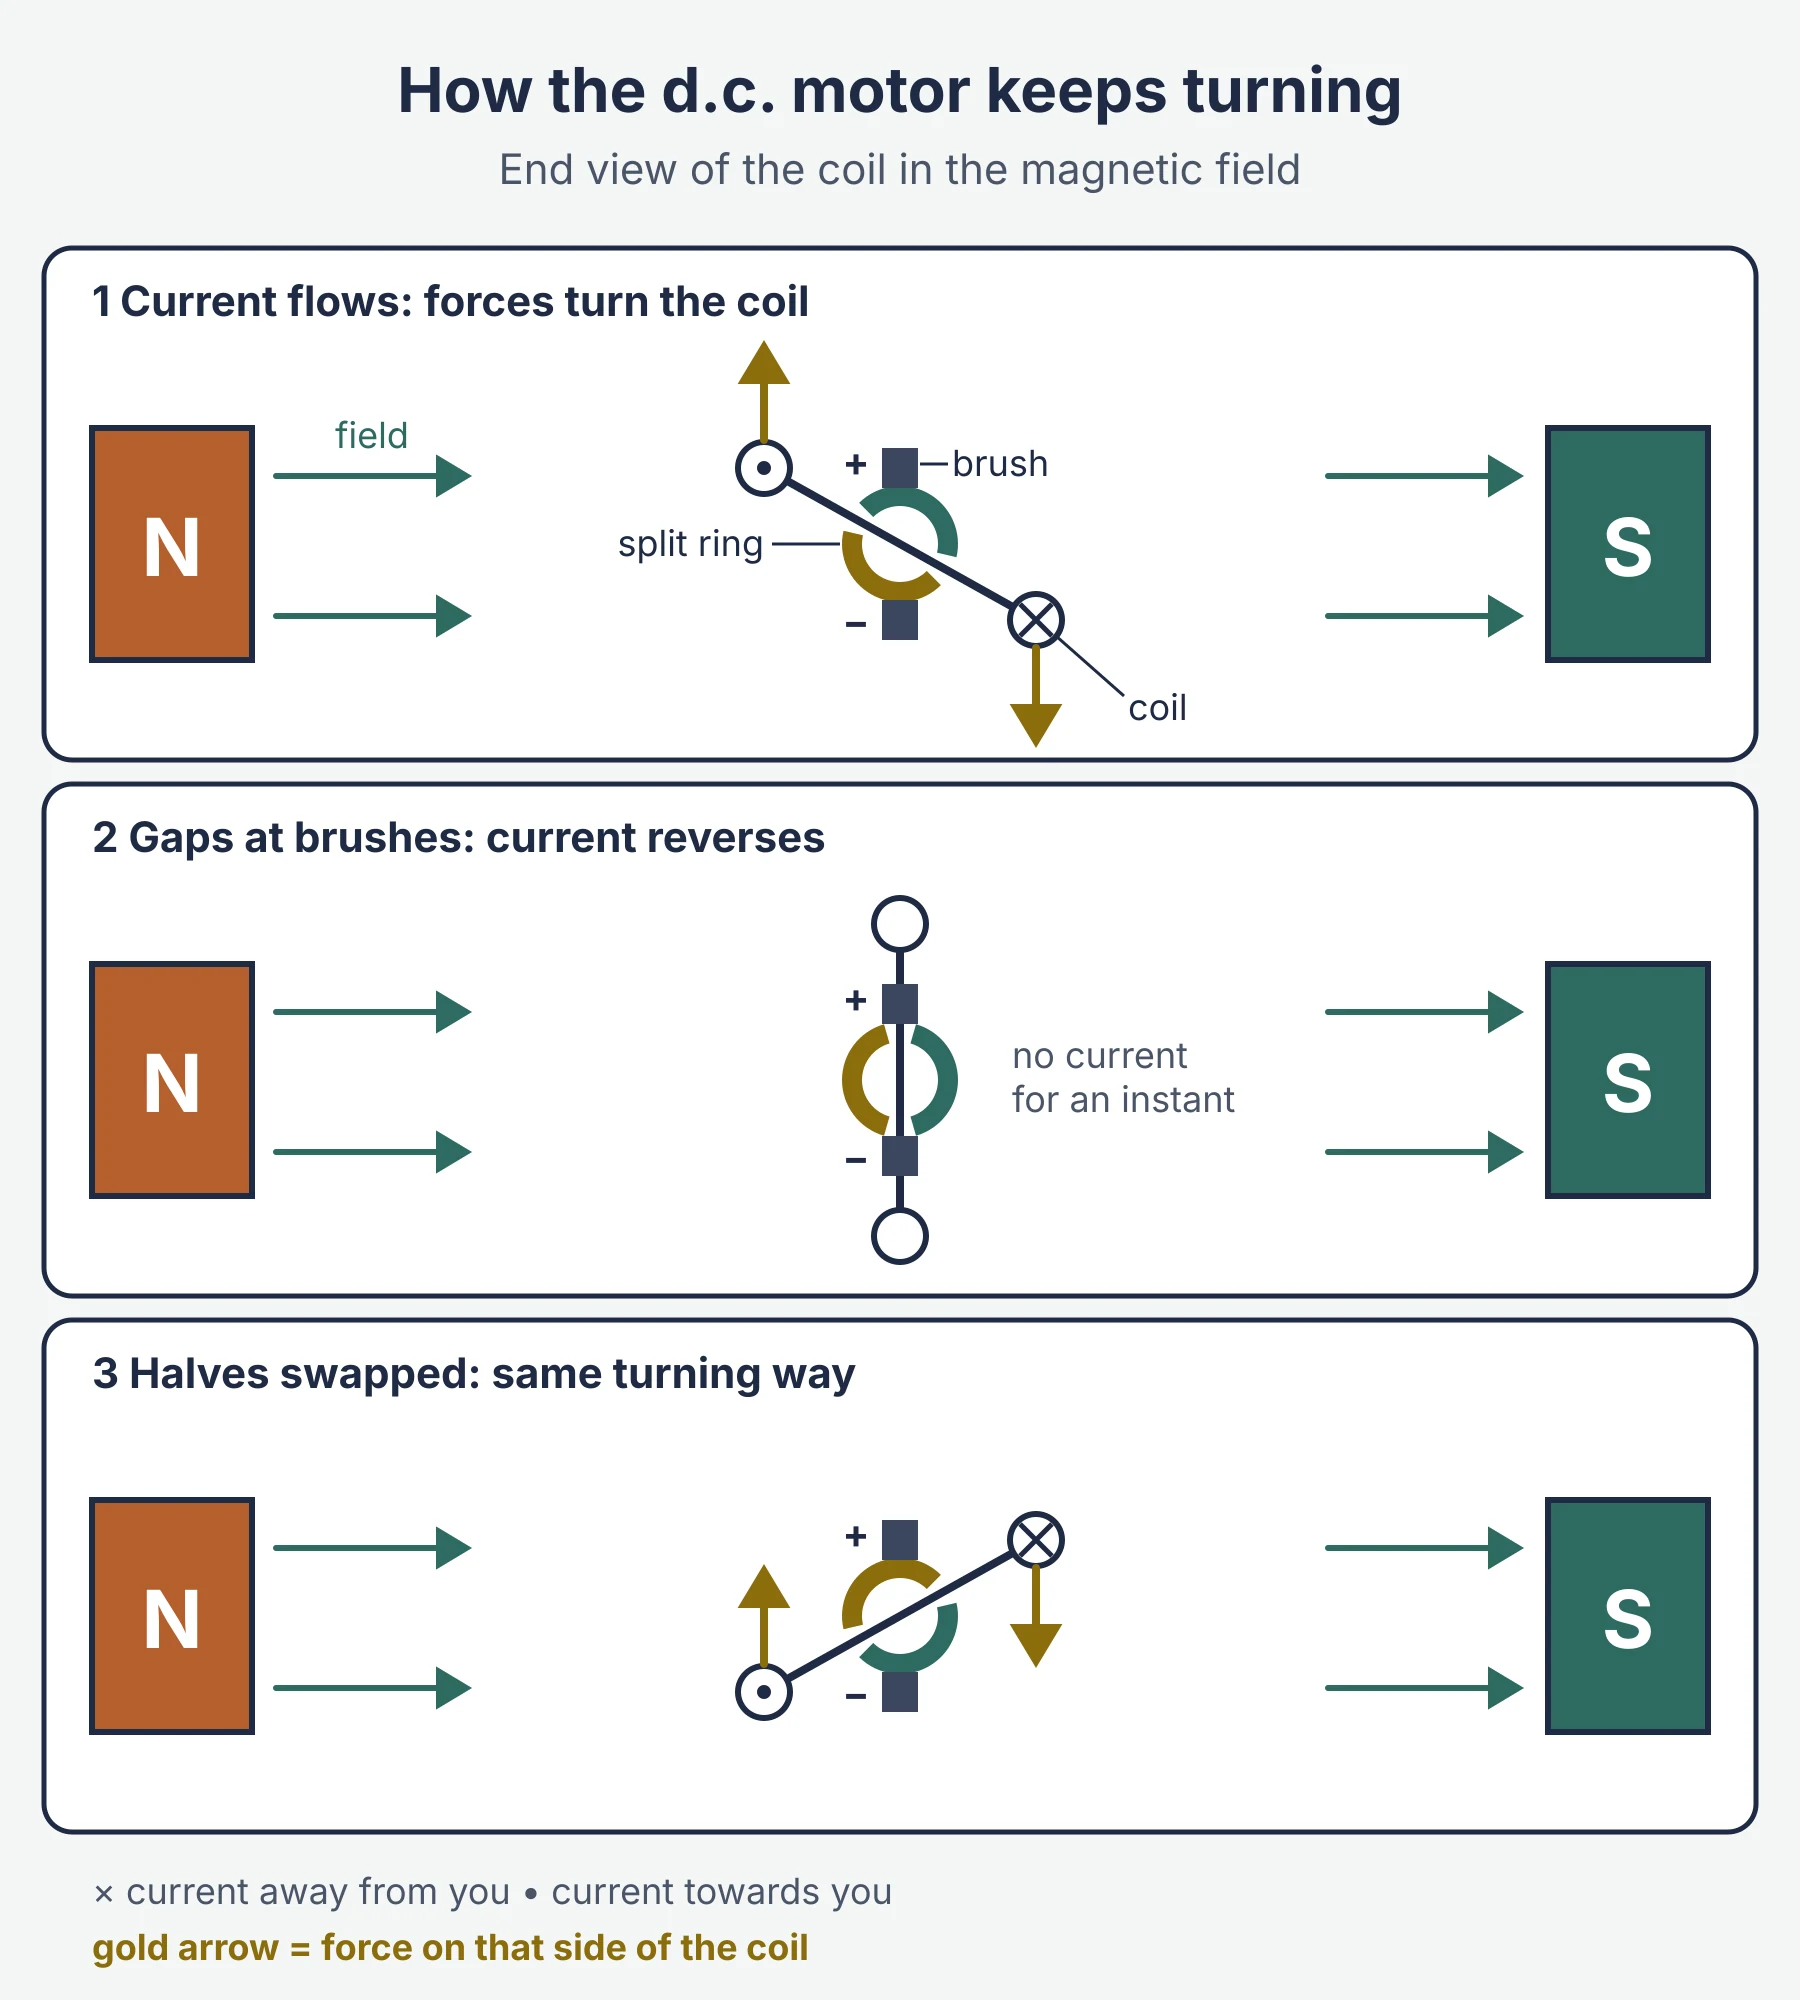 How the d.c. motor keeps turning
End view of the coil in the magnetic field
1 Current flows: forces turn the coil
field
+
brush
N
S
split ring
−
coil
2 Gaps at brushes: current reverses
+
no current
for an instant
N
S
−
3 Halves swapped: same turning way
+
N
S
−
× current away from you • current towards you
gold arrow = force on that side of the coil